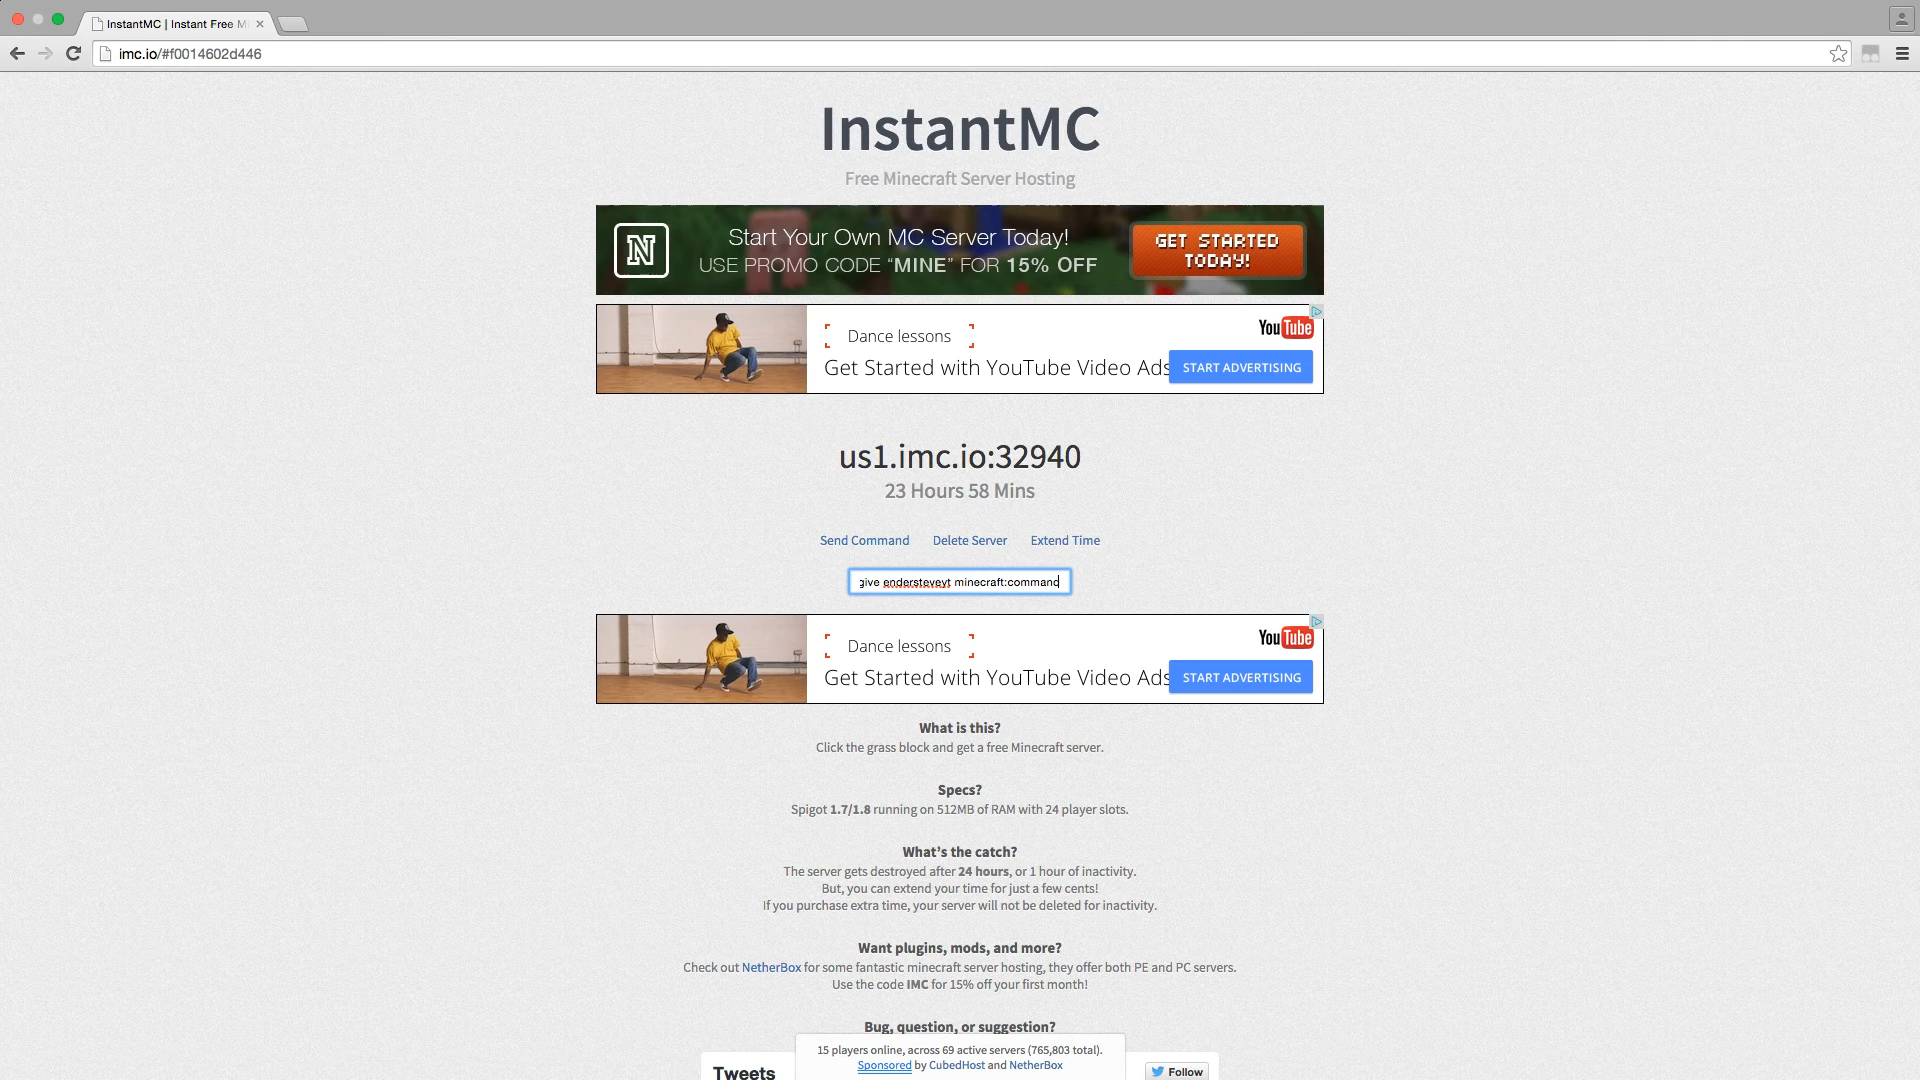 InstantMC | Instant Free M
imc.io/#f0014602d446
InstantMC
Free Minecraft Server Hosting
N
Start Your Own MC Server Today!
USE PROMO CODE “MINE” FOR 15% OFF
GET STARTED
TODAY!
Dance lessons
Get Started with YouTube Video Ads
YouTube
START ADVERTISING
us1.imc.io:32940
23 Hours 58 Mins
Send Command Delete Server Extend Time
give endersteveyt minecraft:command
Dance lessons
Get Started with YouTube Video Ads
YouTube
START ADVERTISING
What is this?
Click the grass block and get a free Minecraft server.
Specs?
Spigot 1.7/1.8 running on 512MB of RAM with 24 player slots.
What's the catch?
The server gets destroyed after 24 hours, or 1 hour of inactivity.
But, you can extend your time for just a few cents!
If you purchase extra time, your server will not be deleted for inactivity.
Want plugins, mods, and more?
Check out NetherBox for some fantastic minecraft server hosting, they offer both PE and PC servers.
Use the code IMC for 15% off your first month!
Bug, question, or suggestion?
15 players online, across 69 active servers (765,803 total).
Sponsored by CubedHost and NetherBox
Tweets
Follow